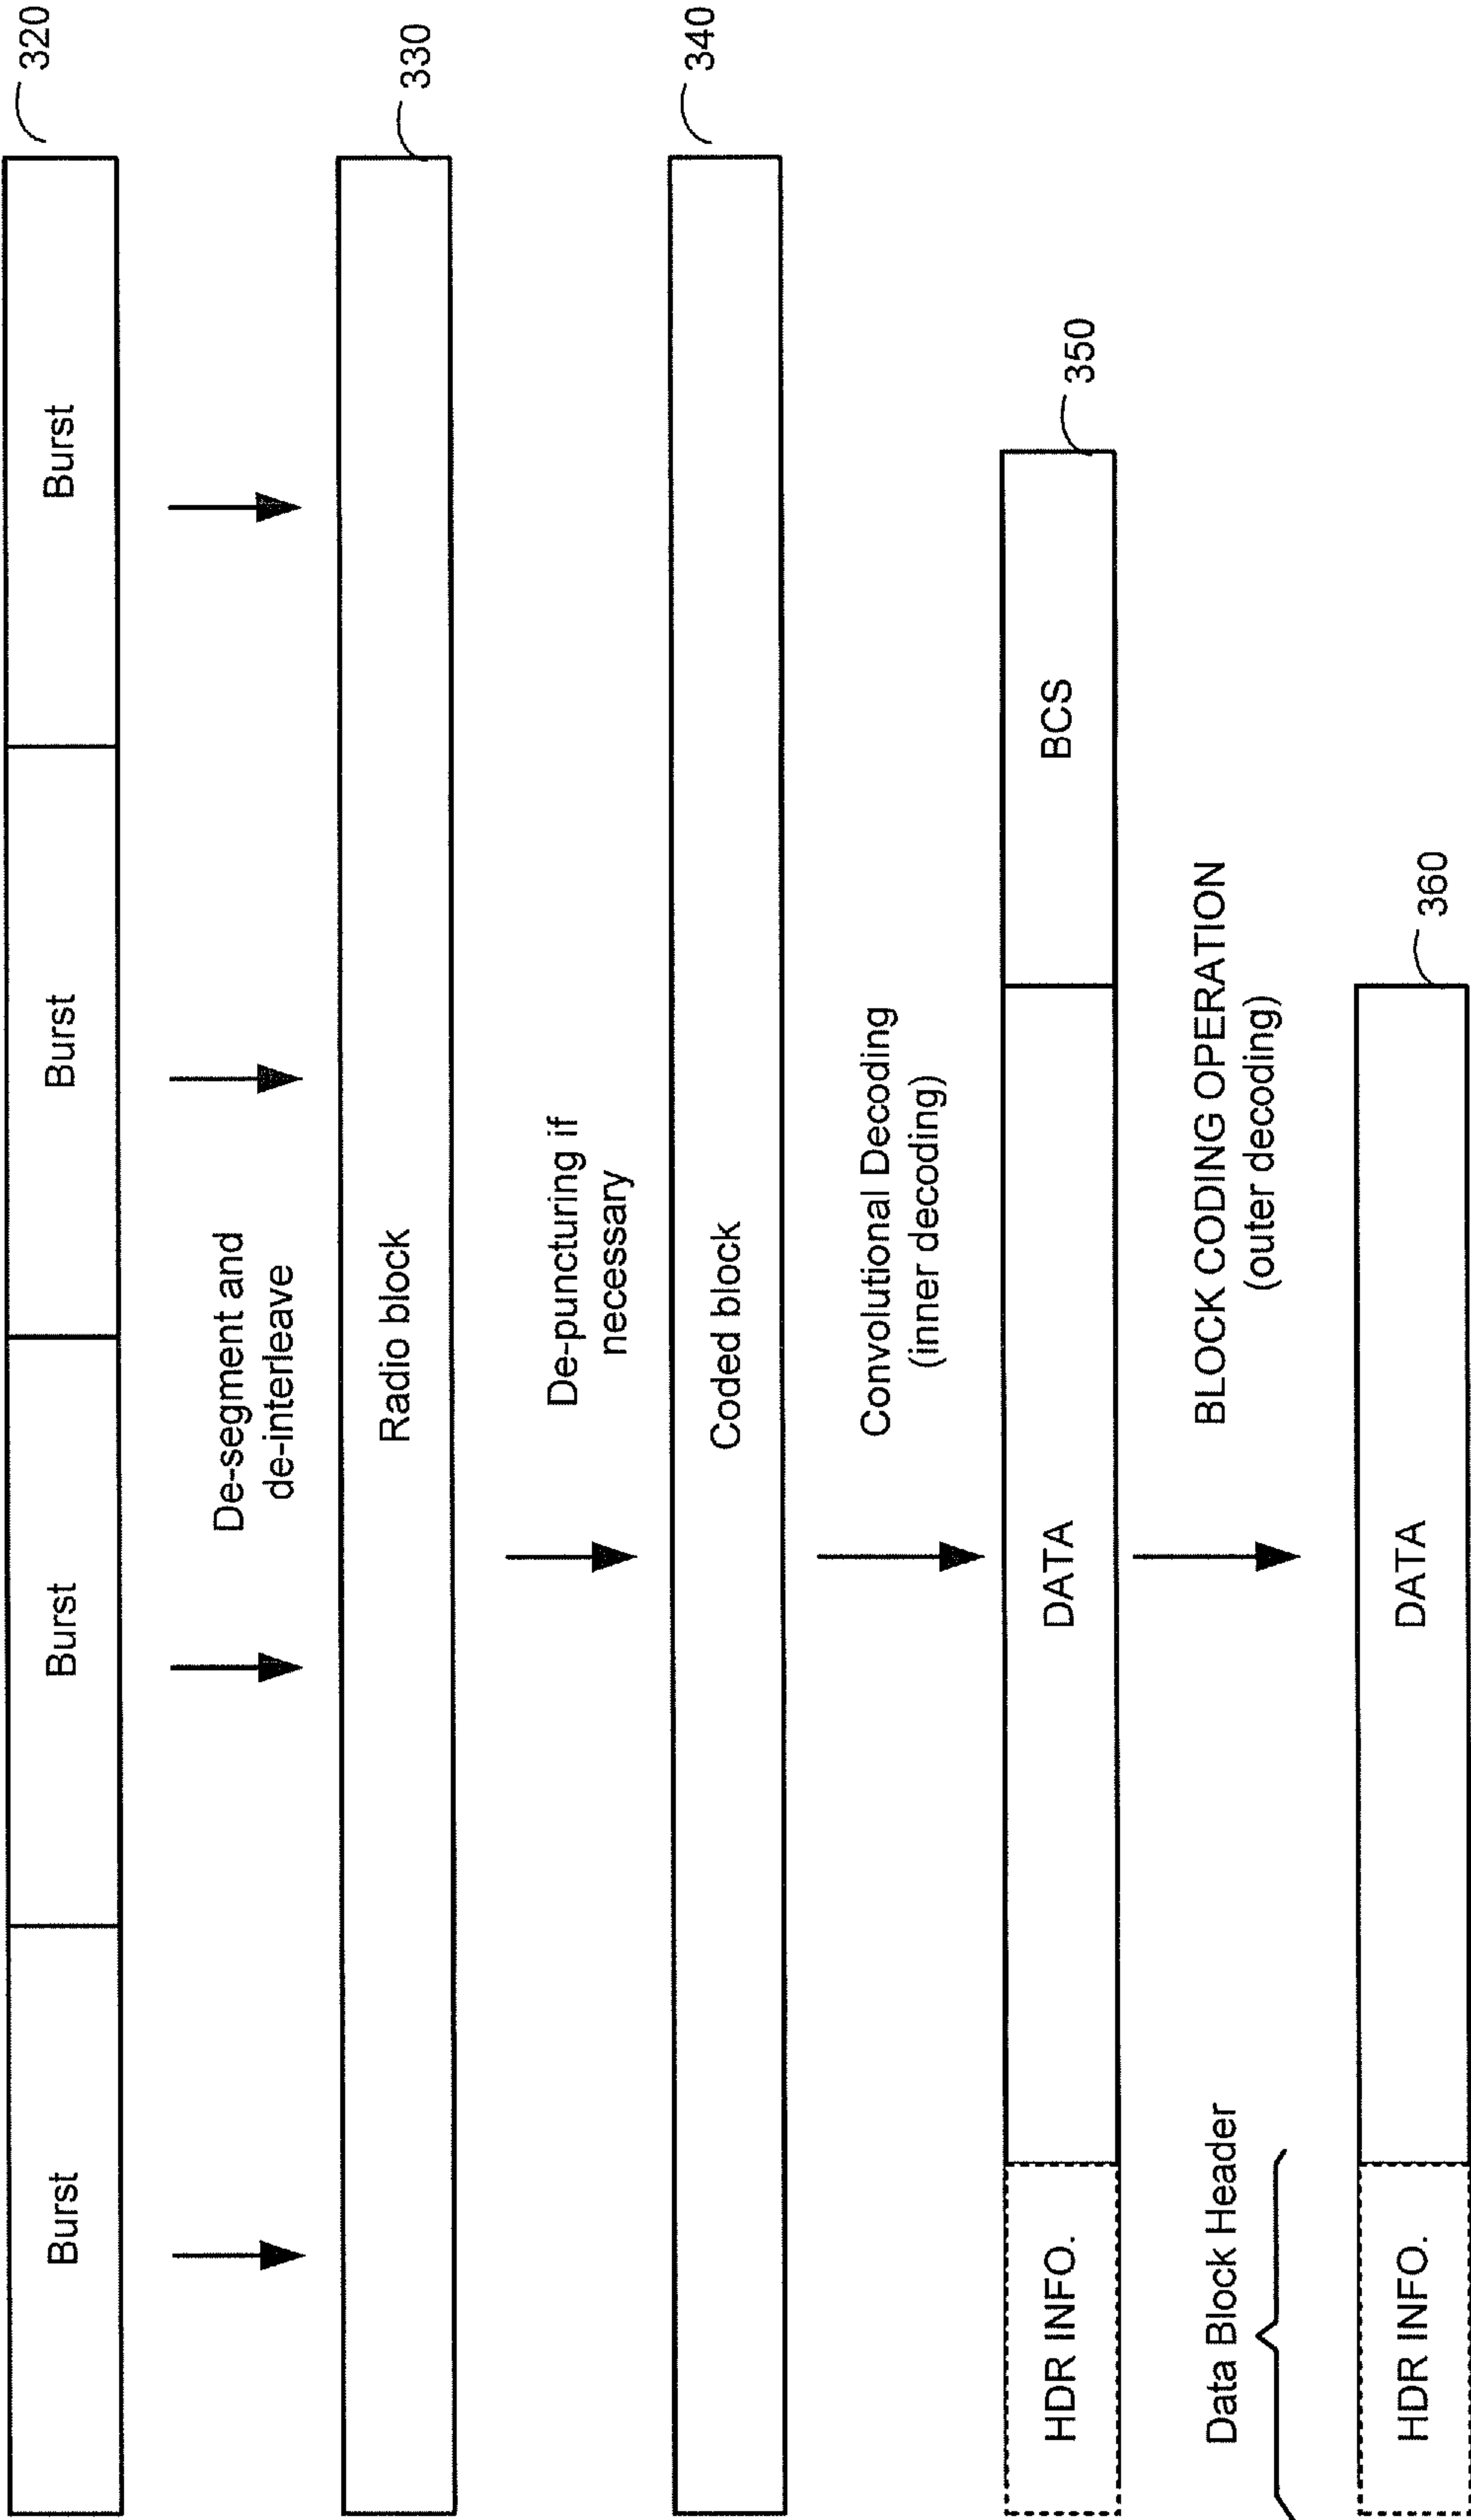 Burst
Burst
Burst
Burst
320
De-segment and
de-interleave
Radio block
330
De-puncturing if
necessary
Coded block
340
Convolutional Decoding
(inner decoding)
HDR INFO.
DATA
BCS
350
Data Block Header
BLOCK CODING OPERATION
(outer decoding)
HDR INFO.
DATA
360